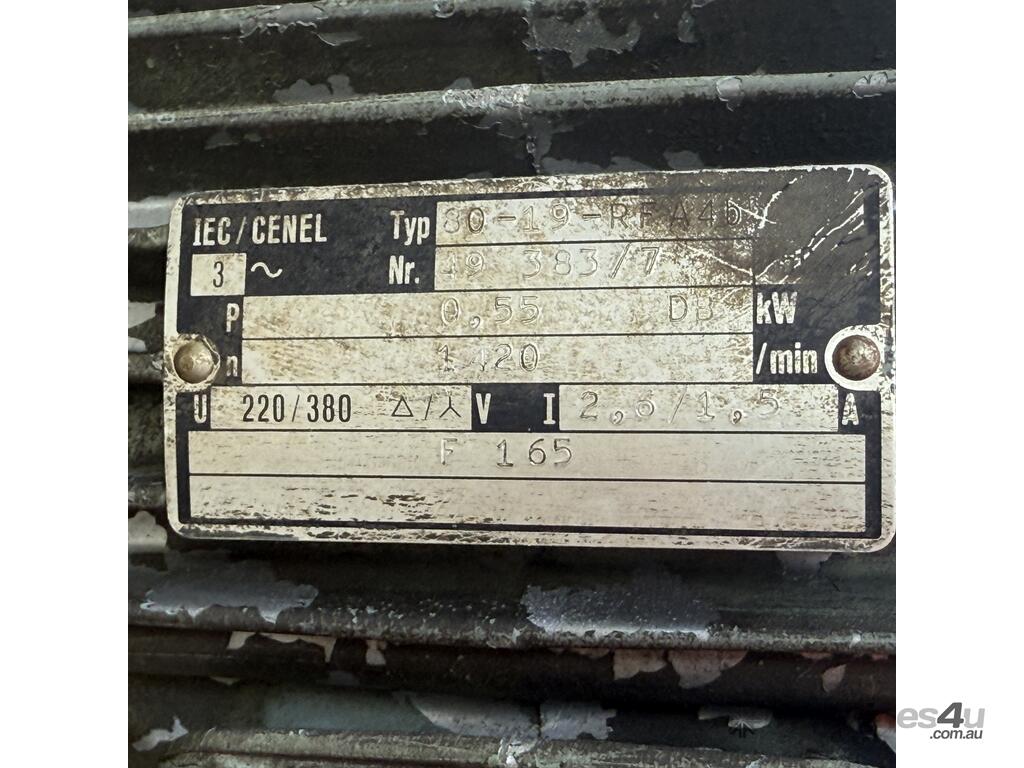 IEC/CENEL Typ 80-19-RFA4b
3 ~ Nr. 49 383/7
P 0,55 DB kW
n 1420 /min
U 220/380 △/⅄ V I 2,6/1,5 A
F 165
es4u
.com.au